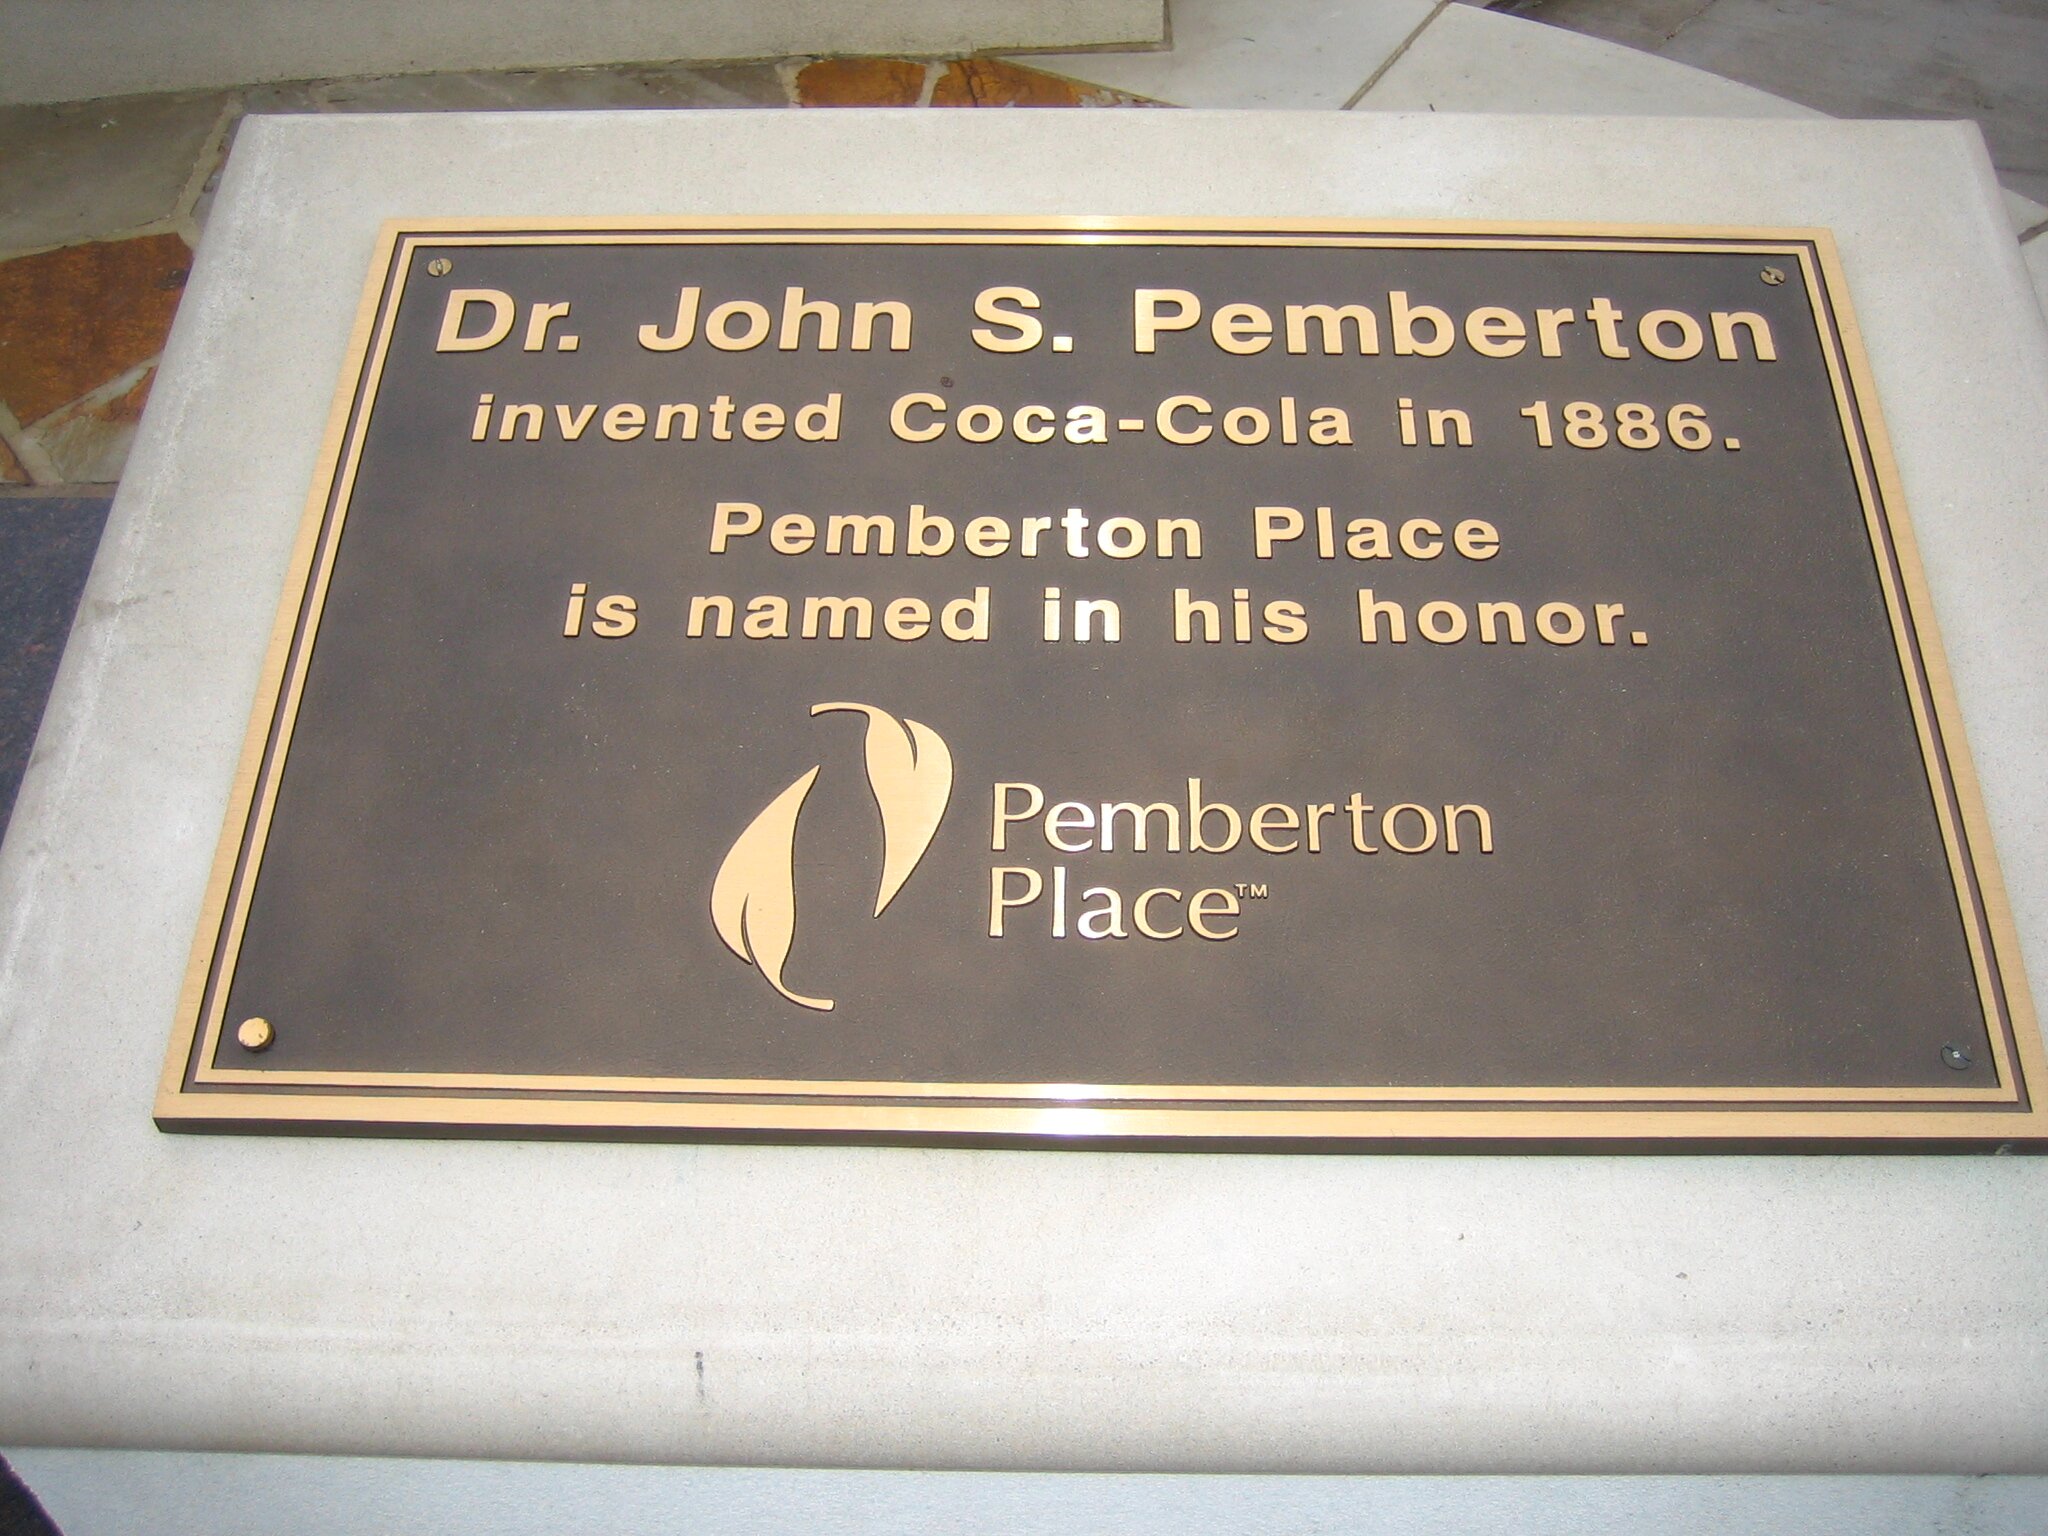 Dr. John S. Pemberton
invented Coca-Cola in 1886.
Pemberton Place
is named in his honor.
Pemberton
Place™